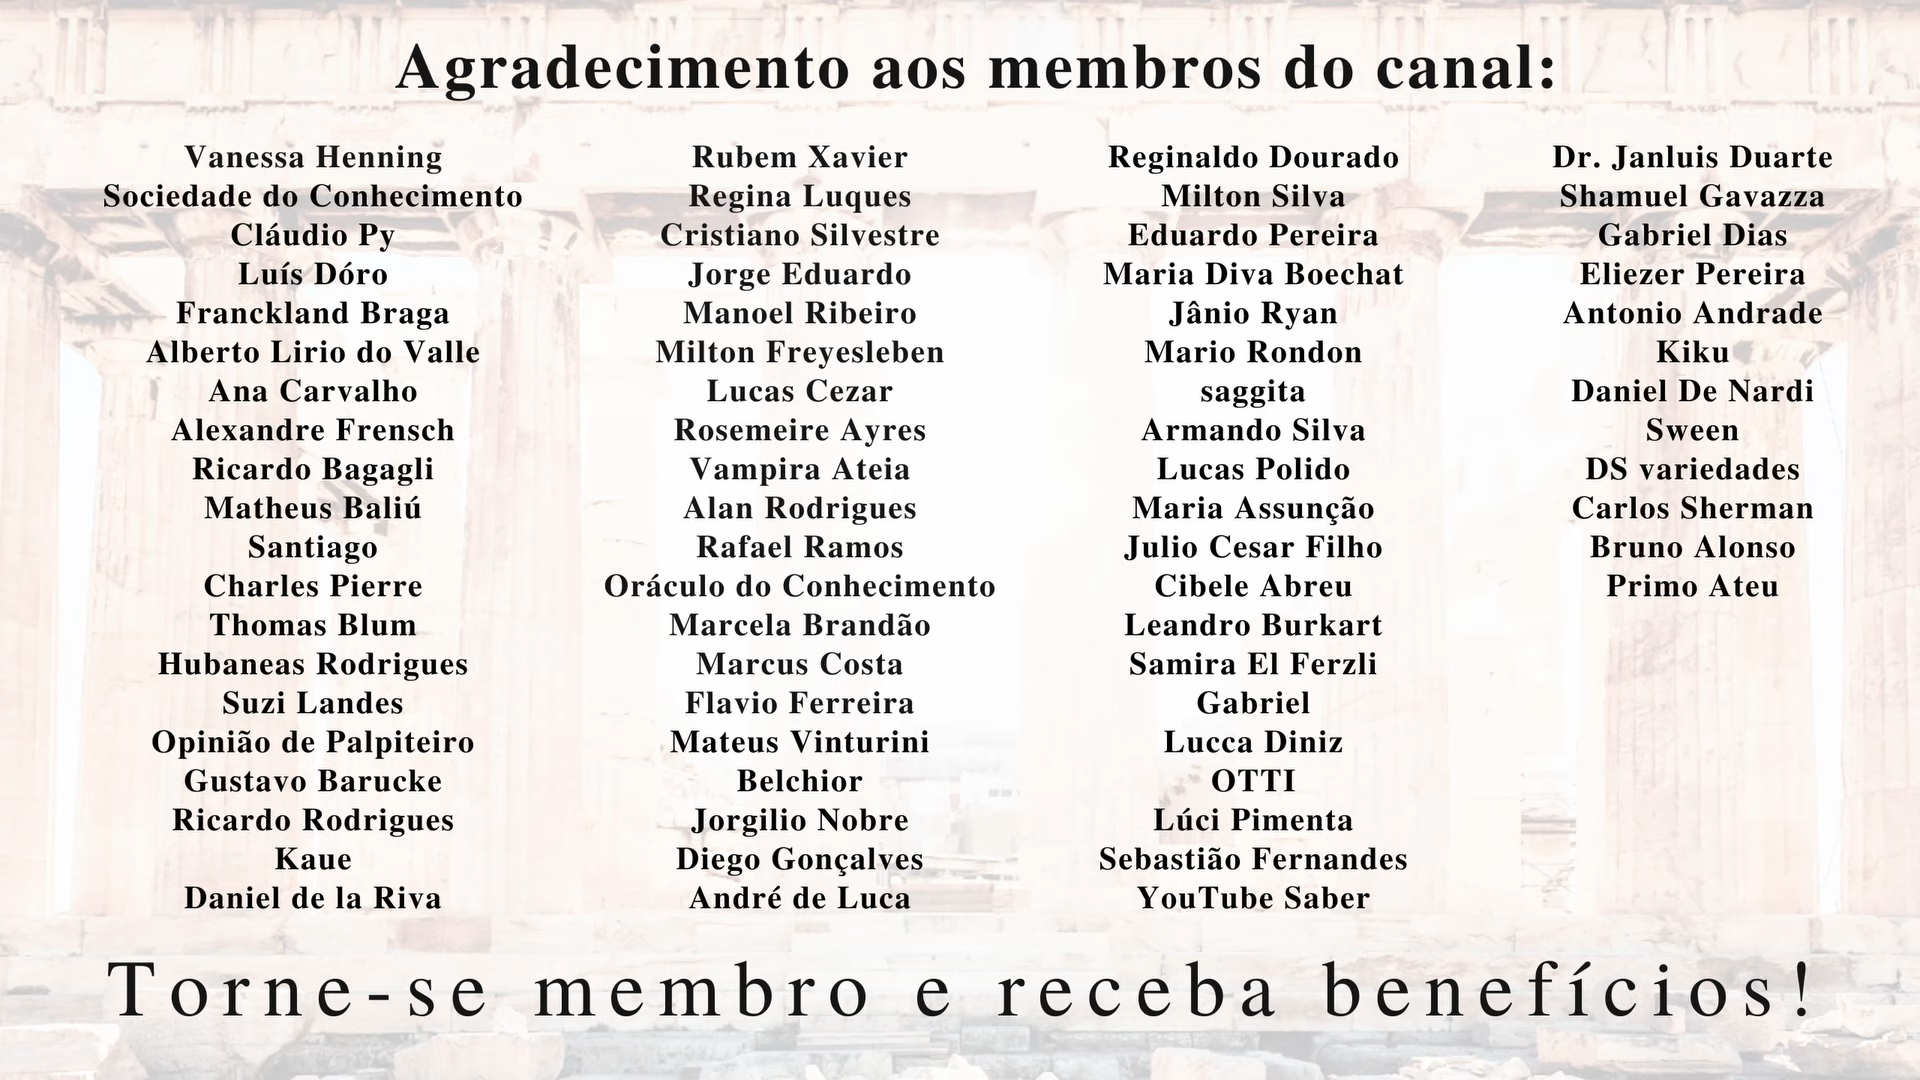 Agradecimento aos membros do canal:
Vanessa Henning
Sociedade do Conhecimento
Cláudio Py
Luís Dóro
Franckland Braga
Alberto Lirio do Valle
Ana Carvalho
Alexandre Frensch
Ricardo Bagagli
Matheus Baliú
Santiago
Charles Pierre
Thomas Blum
Hubaneas Rodrigues
Suzi Landes
Opinião de Palpiteiro
Gustavo Barucke
Ricardo Rodrigues
Kaue
Daniel de la Riva
Rubem Xavier
Regina Luques
Cristiano Silvestre
Jorge Eduardo
Manoel Ribeiro
Milton Freyesleben
Lucas Cezar
Rosemeire Ayres
Vampira Ateia
Alan Rodrigues
Rafael Ramos
Oráculo do Conhecimento
Marcela Brandão
Marcus Costa
Flavio Ferreira
Mateus Vinturini
Belchior
Jorgilio Nobre
Diego Gonçalves
André de Luca
Reginaldo Dourado
Milton Silva
Eduardo Pereira
Maria Diva Boechat
Jânio Ryan
Mario Rondon
saggita
Armando Silva
Lucas Polido
Maria Assunção
Julio Cesar Filho
Cibele Abreu
Leandro Burkart
Samira El Ferzli
Gabriel
Lucca Diniz
OTTI
Lúci Pimenta
Sebastião Fernandes
YouTube Saber
Dr. Janluis Duarte
Shamuel Gavazza
Gabriel Dias
Eliezer Pereira
Antonio Andrade
Kiku
Daniel De Nardi
Sween
DS variedades
Carlos Sherman
Bruno Alonso
Primo Ateu
Torne-se membro e receba benefícios!